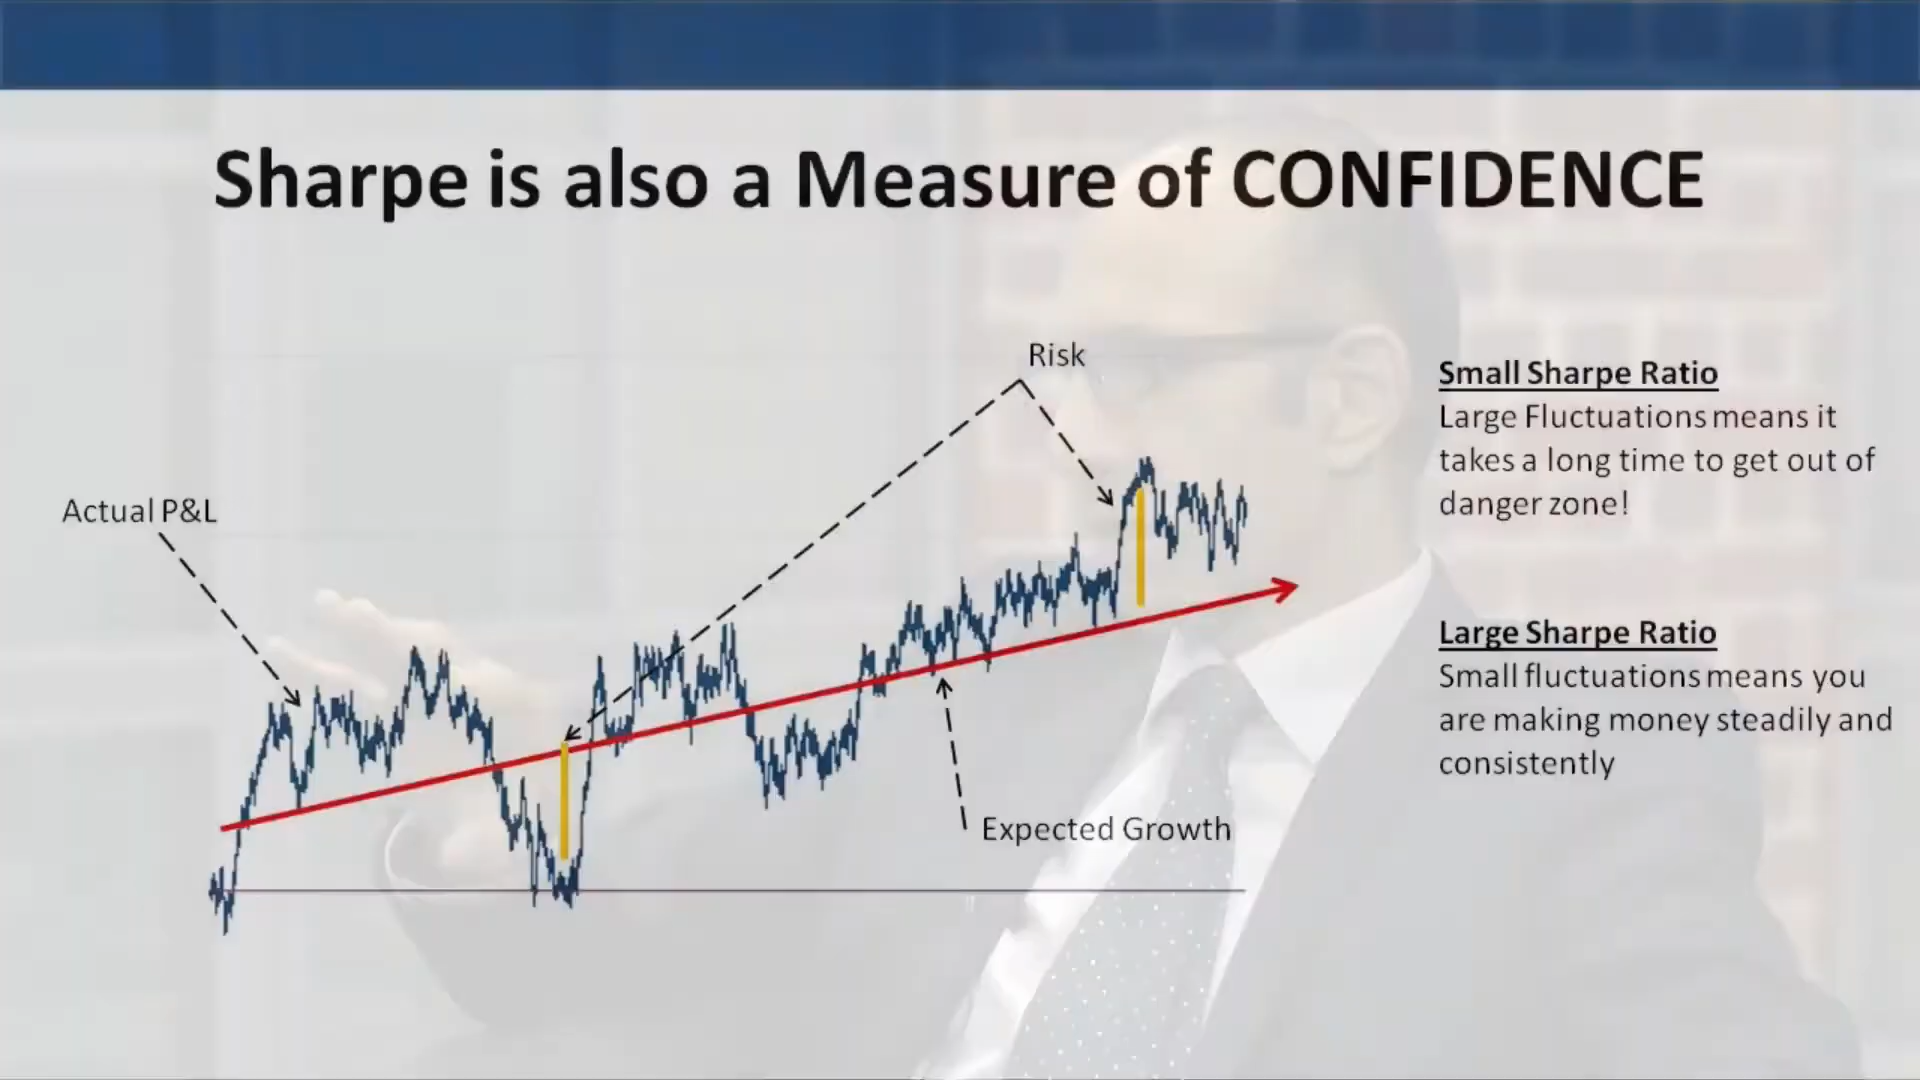 Sharpe is also a Measure of CONFIDENCE
Risk
Actual P&L
Expected Growth
Small Sharpe Ratio
Large Fluctuations means it
takes a long time to get out of
danger zone!
Large Sharpe Ratio
Small fluctuations means you
are making money steadily and
consistently